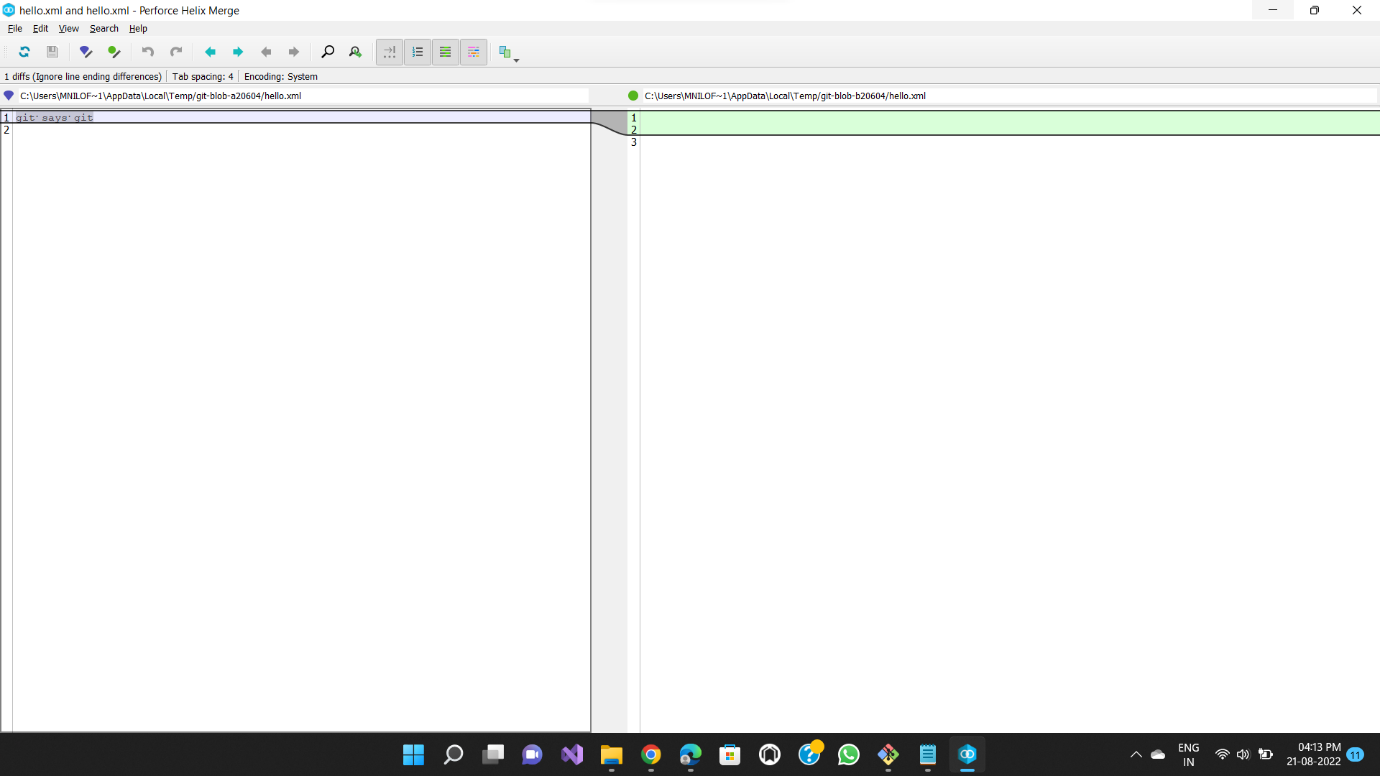 hello.xml and hello.xml - Perforce Helix Merge
File Edit View Search Help
1 diffs (Ignore line ending differences) Tab spacing: 4 Encoding: System
C:\Users\MNILOF~1\AppData\Local\Temp/git-blob-a20604/hello.xml
C:\Users\MNILOF~1\AppData\Local\Temp/git-blob-b20604/hello.xml
1 git·says·git
2
1
2
3
ENG
IN
04:13 PM
21-08-2022
11